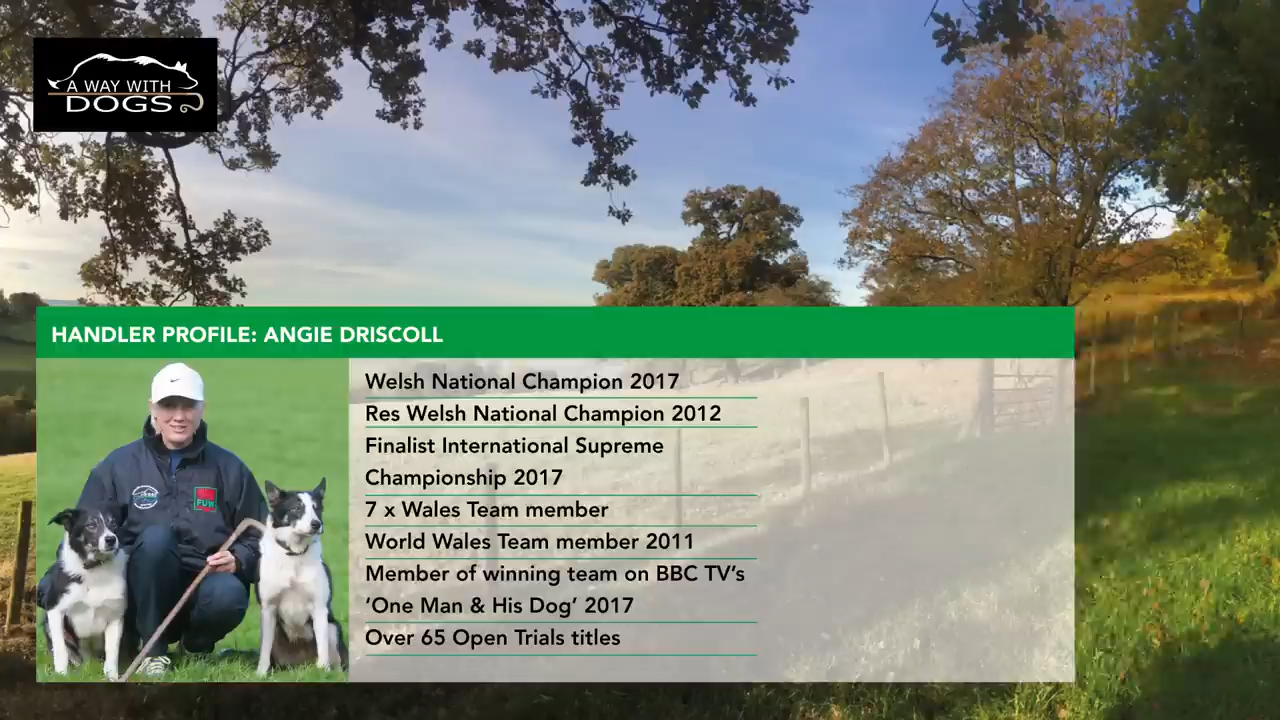 A WAY WITH
DOGS
HANDLER PROFILE: ANGIE DRISCOLL
Welsh National Champion 2017
Res Welsh National Champion 2012
Finalist International Supreme
Championship 2017
7 x Wales Team member
World Wales Team member 2011
Member of winning team on BBC TV’s
‘One Man & His Dog’ 2017
Over 65 Open Trials titles
FUW